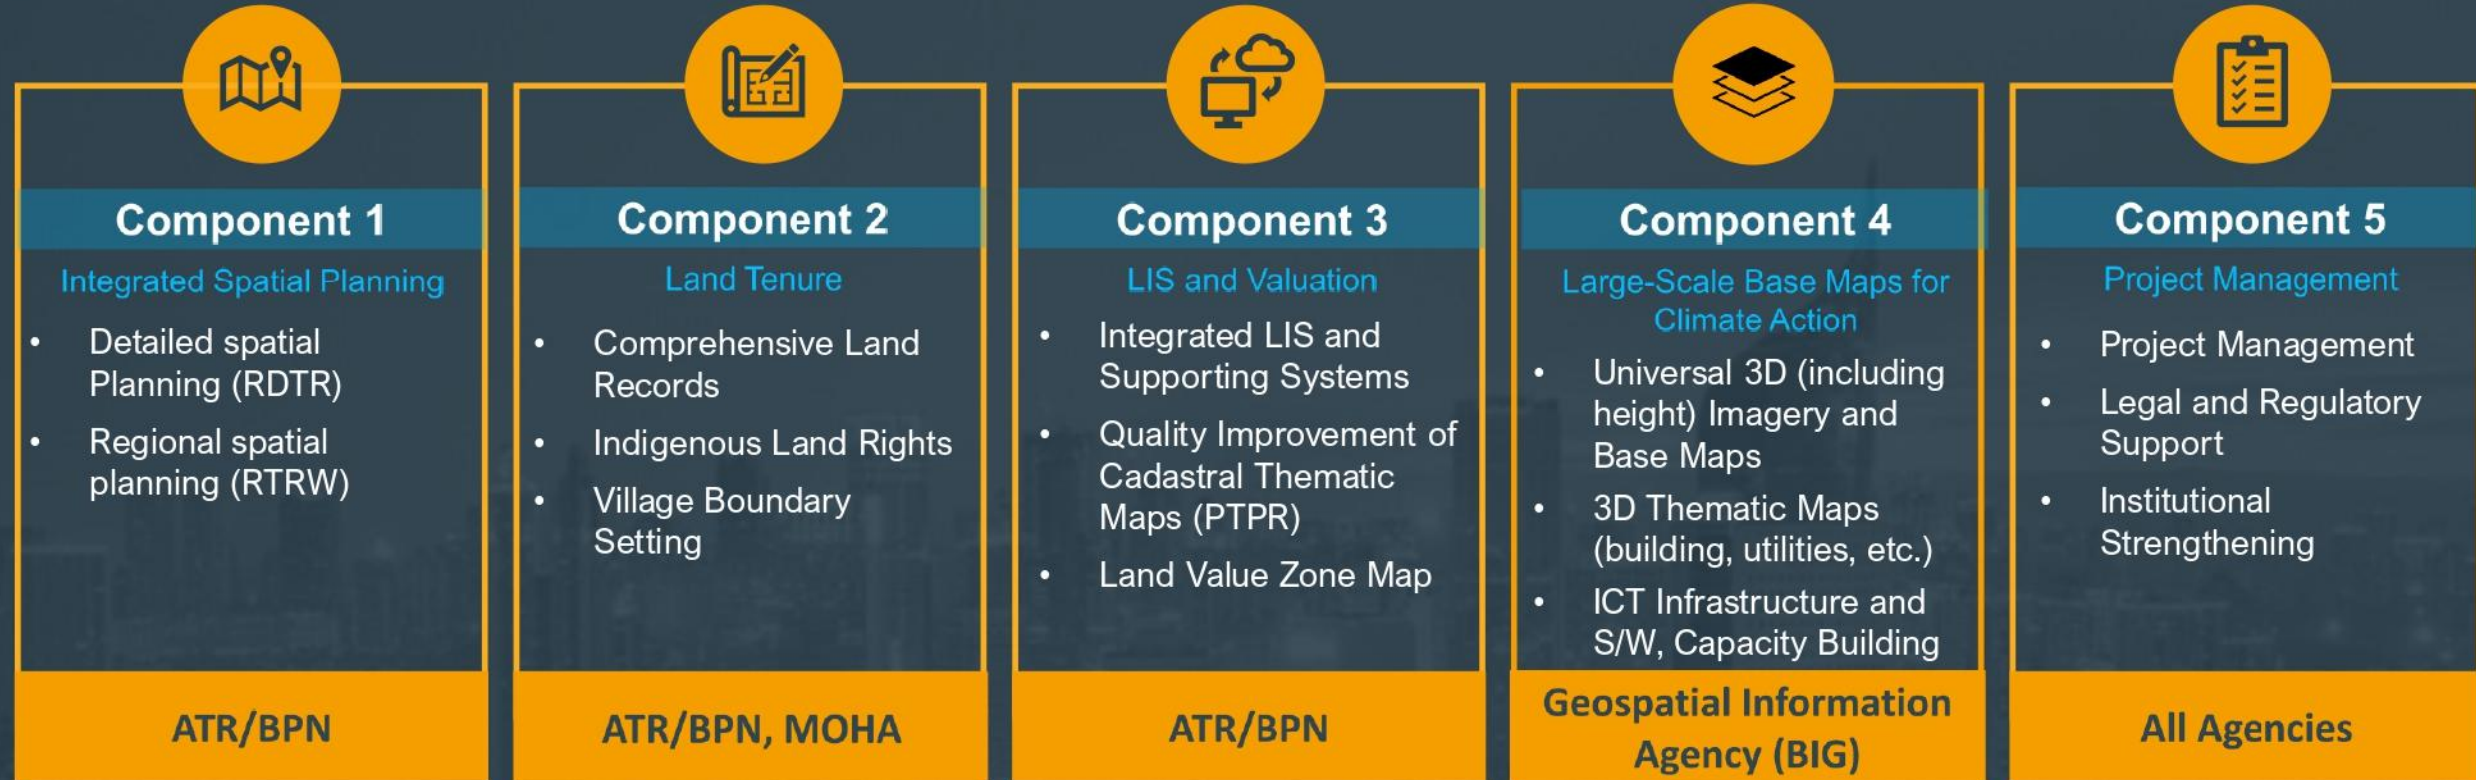 Component 1
Integrated Spatial Planning
• Detailed spatial
Planning (RDTR)
• Regional spatial
planning (RTRW)
ATR/BPN
Component 2
Land Tenure
• Comprehensive Land
Records
• Indigenous Land Rights
• Village Boundary
Setting
ATR/BPN, MOHA
Component 3
LIS and Valuation
• Integrated LIS and
Supporting Systems
• Quality Improvement of
Cadastral Thematic
Maps (PTPR)
• Land Value Zone Map
ATR/BPN
Component 4
Large-Scale Base Maps for
Climate Action
• Universal 3D (including
height) Imagery and
Base Maps
• 3D Thematic Maps
(building, utilities, etc.)
• ICT Infrastructure and
S/W, Capacity Building
Geospatial Information
Agency (BIG)
Component 5
Project Management
• Project Management
• Legal and Regulatory
Support
• Institutional
Strengthening
All Agencies